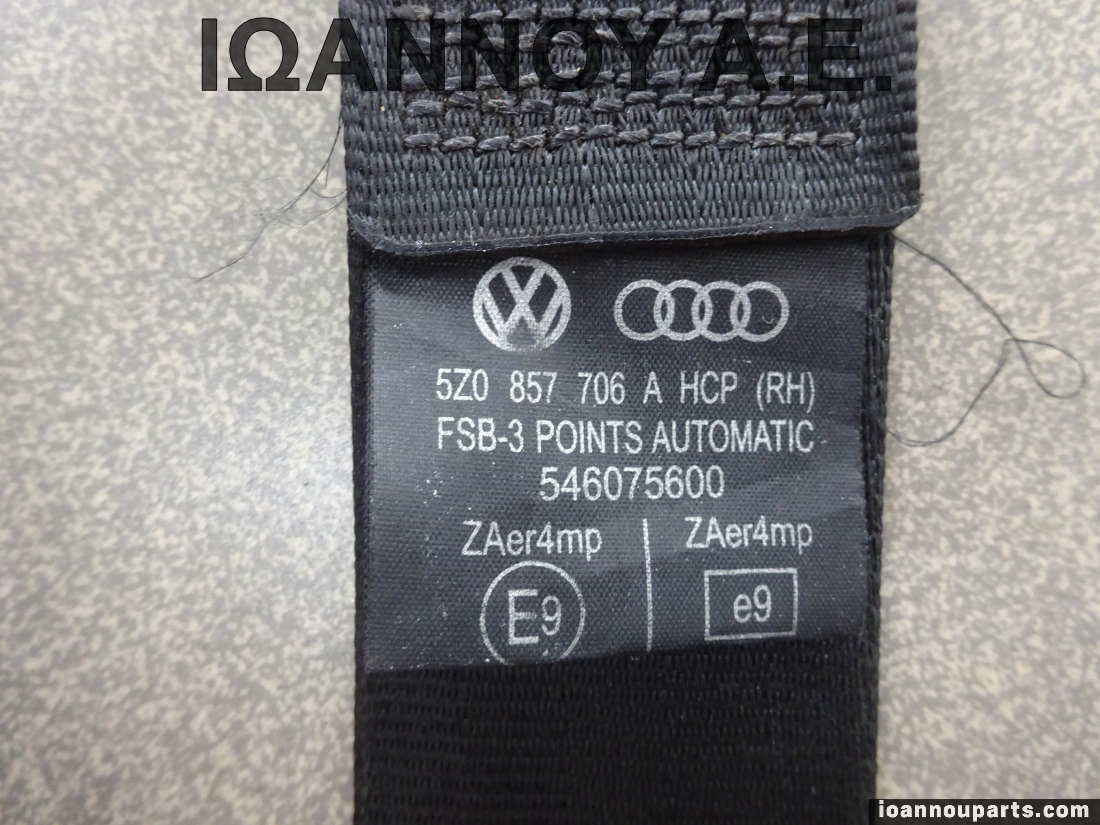 ΙΩΑΝΝΟΥ Α.Ε.
5Z0 857 706 A HCP (RH)
FSB-3 POINTS AUTOMATIC
546075600
ZAer4mp ZAer4mp
E9 e9
ioannouparts.com